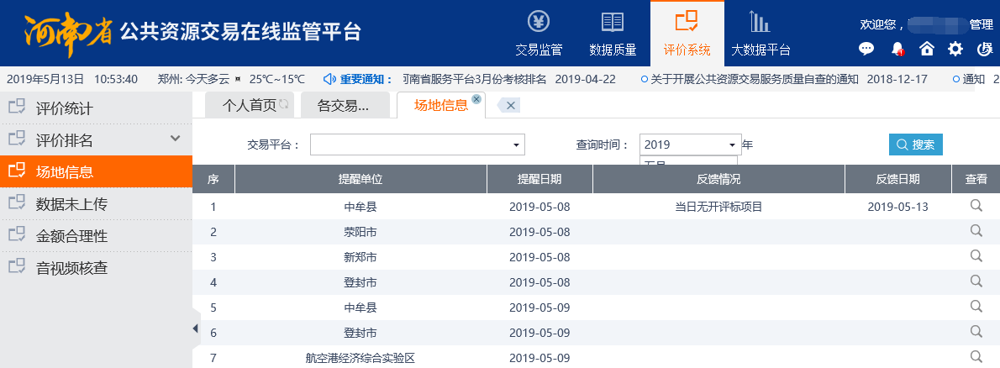 河南省 公共资源交易在线监管平台
交易监管 数据质量 评价系统 大数据平台
欢迎您， 管理
2019年5月13日 10:53:40 郑州: 今天多云 25℃~15℃ 重要通知： 可南省服务平台3月份考核排名 2019-04-22 关于开展公共资源交易服务质量自查的通知 2018-12-17 通知 2
评价统计
评价排名
场地信息
数据未上传
金额合理性
音视频核查
个人首页 各交易... 场地信息
交易平台： 查询时间： 2019 年 搜索
序 提醒单位 提醒日期 反馈情况 反馈日期 查看
1 中牟县 2019-05-08 当日无开评标项目 2019-05-13
2 荥阳市 2019-05-08
3 新郑市 2019-05-08
4 登封市 2019-05-08
5 中牟县 2019-05-09
6 登封市 2019-05-09
7 航空港经济综合实验区 2019-05-09